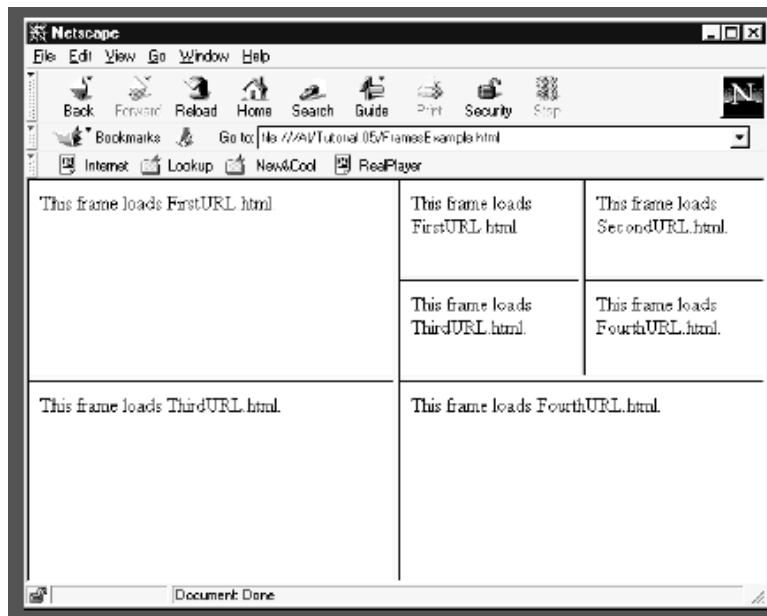 Netscape
File Edit View Go Window Help
Back Forward Reload Home Search Guide Print Security Stop
N
Bookmarks Go to: file:///A|/Tutorial.05/FramesExample.html
Internet Lookup New&Cool RealPlayer
This frame loads FirstURL.html.
This frame loads
FirstURL.html.
This frame loads
SecondURL.html.
This frame loads
ThirdURL.html.
This frame loads
FourthURL.html.
This frame loads ThirdURL.html.
This frame loads FourthURL.html.
Document: Done